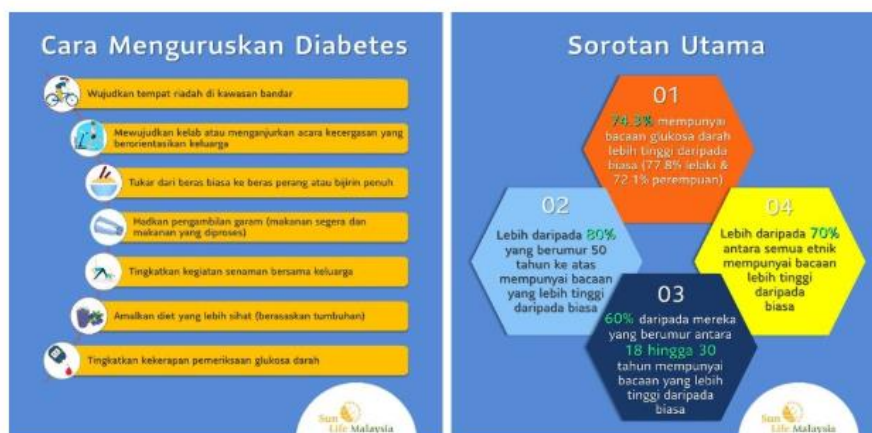 Cara Menguruskan Diabetes
Wujudkan tempat riadah di kawasan bandar
Mewujudkan kelab atau menganjurkan acara kecergasan yang
berorientasikan keluarga
Tukar dari beras biasa ke beras perang atau bijirin penuh
Hadkan pengambilan garam (makanan segera dan
makanan yang diproses)
Tingkatkan kegiatan senaman bersama keluarga
Amalkan diet yang lebih sihat (berasaskan tumbuhan)
Tingkatkan kekerapan pemeriksaan glukosa darah
Sun
Life Malaysia
Sorotan Utama
01
74.3% mempunyai
bacaan glukosa darah
lebih tinggi daripada
biasa (77.8% lelaki &
72.1% perempuan)
02
Lebih daripada 80%
yang berumur 50
tahun ke atas
mempunyai bacaan
yang lebih tinggi
daripada biasa
03
60% daripada mereka
yang berumur antara
18 hingga 30
tahun mempunyai
bacaan yang lebih
tinggi daripada
biasa
04
Lebih daripada 70%
antara semua etnik
mempunyai bacaan
lebih tinggi
daripada
biasa
Sun
Life Malaysia